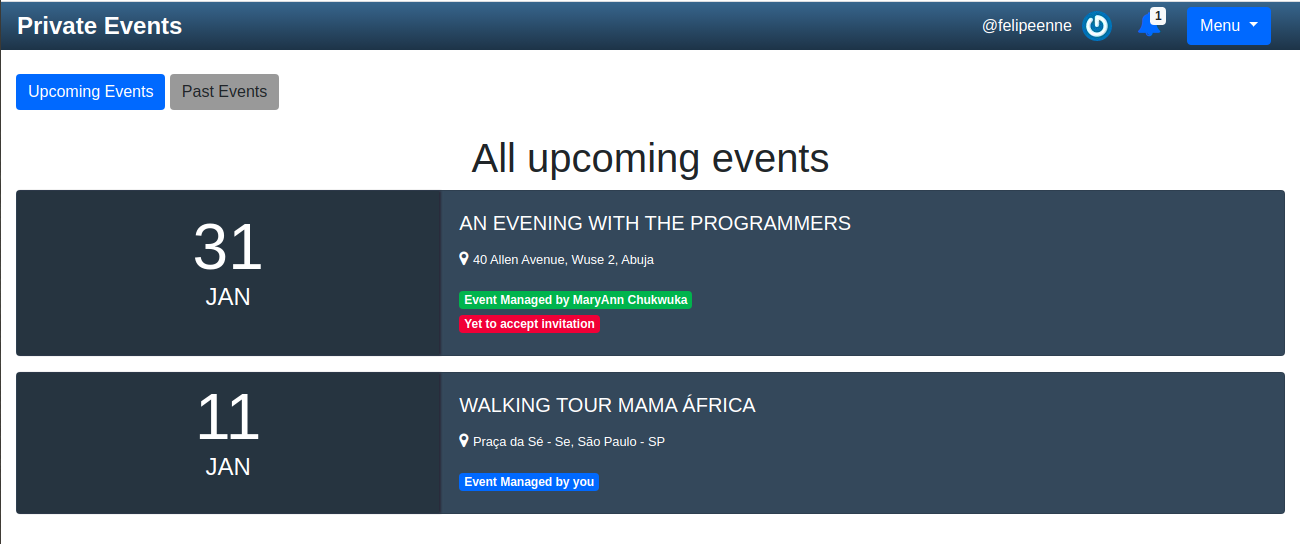 Private Events
@felipeenne
1
Menu
Upcoming Events
Past Events
All upcoming events
31
JAN
AN EVENING WITH THE PROGRAMMERS
40 Allen Avenue, Wuse 2, Abuja
Event Managed by MaryAnn Chukwuka
Yet to accept invitation
11
JAN
WALKING TOUR MAMA ÁFRICA
Praça da Sé - Se, São Paulo - SP
Event Managed by you